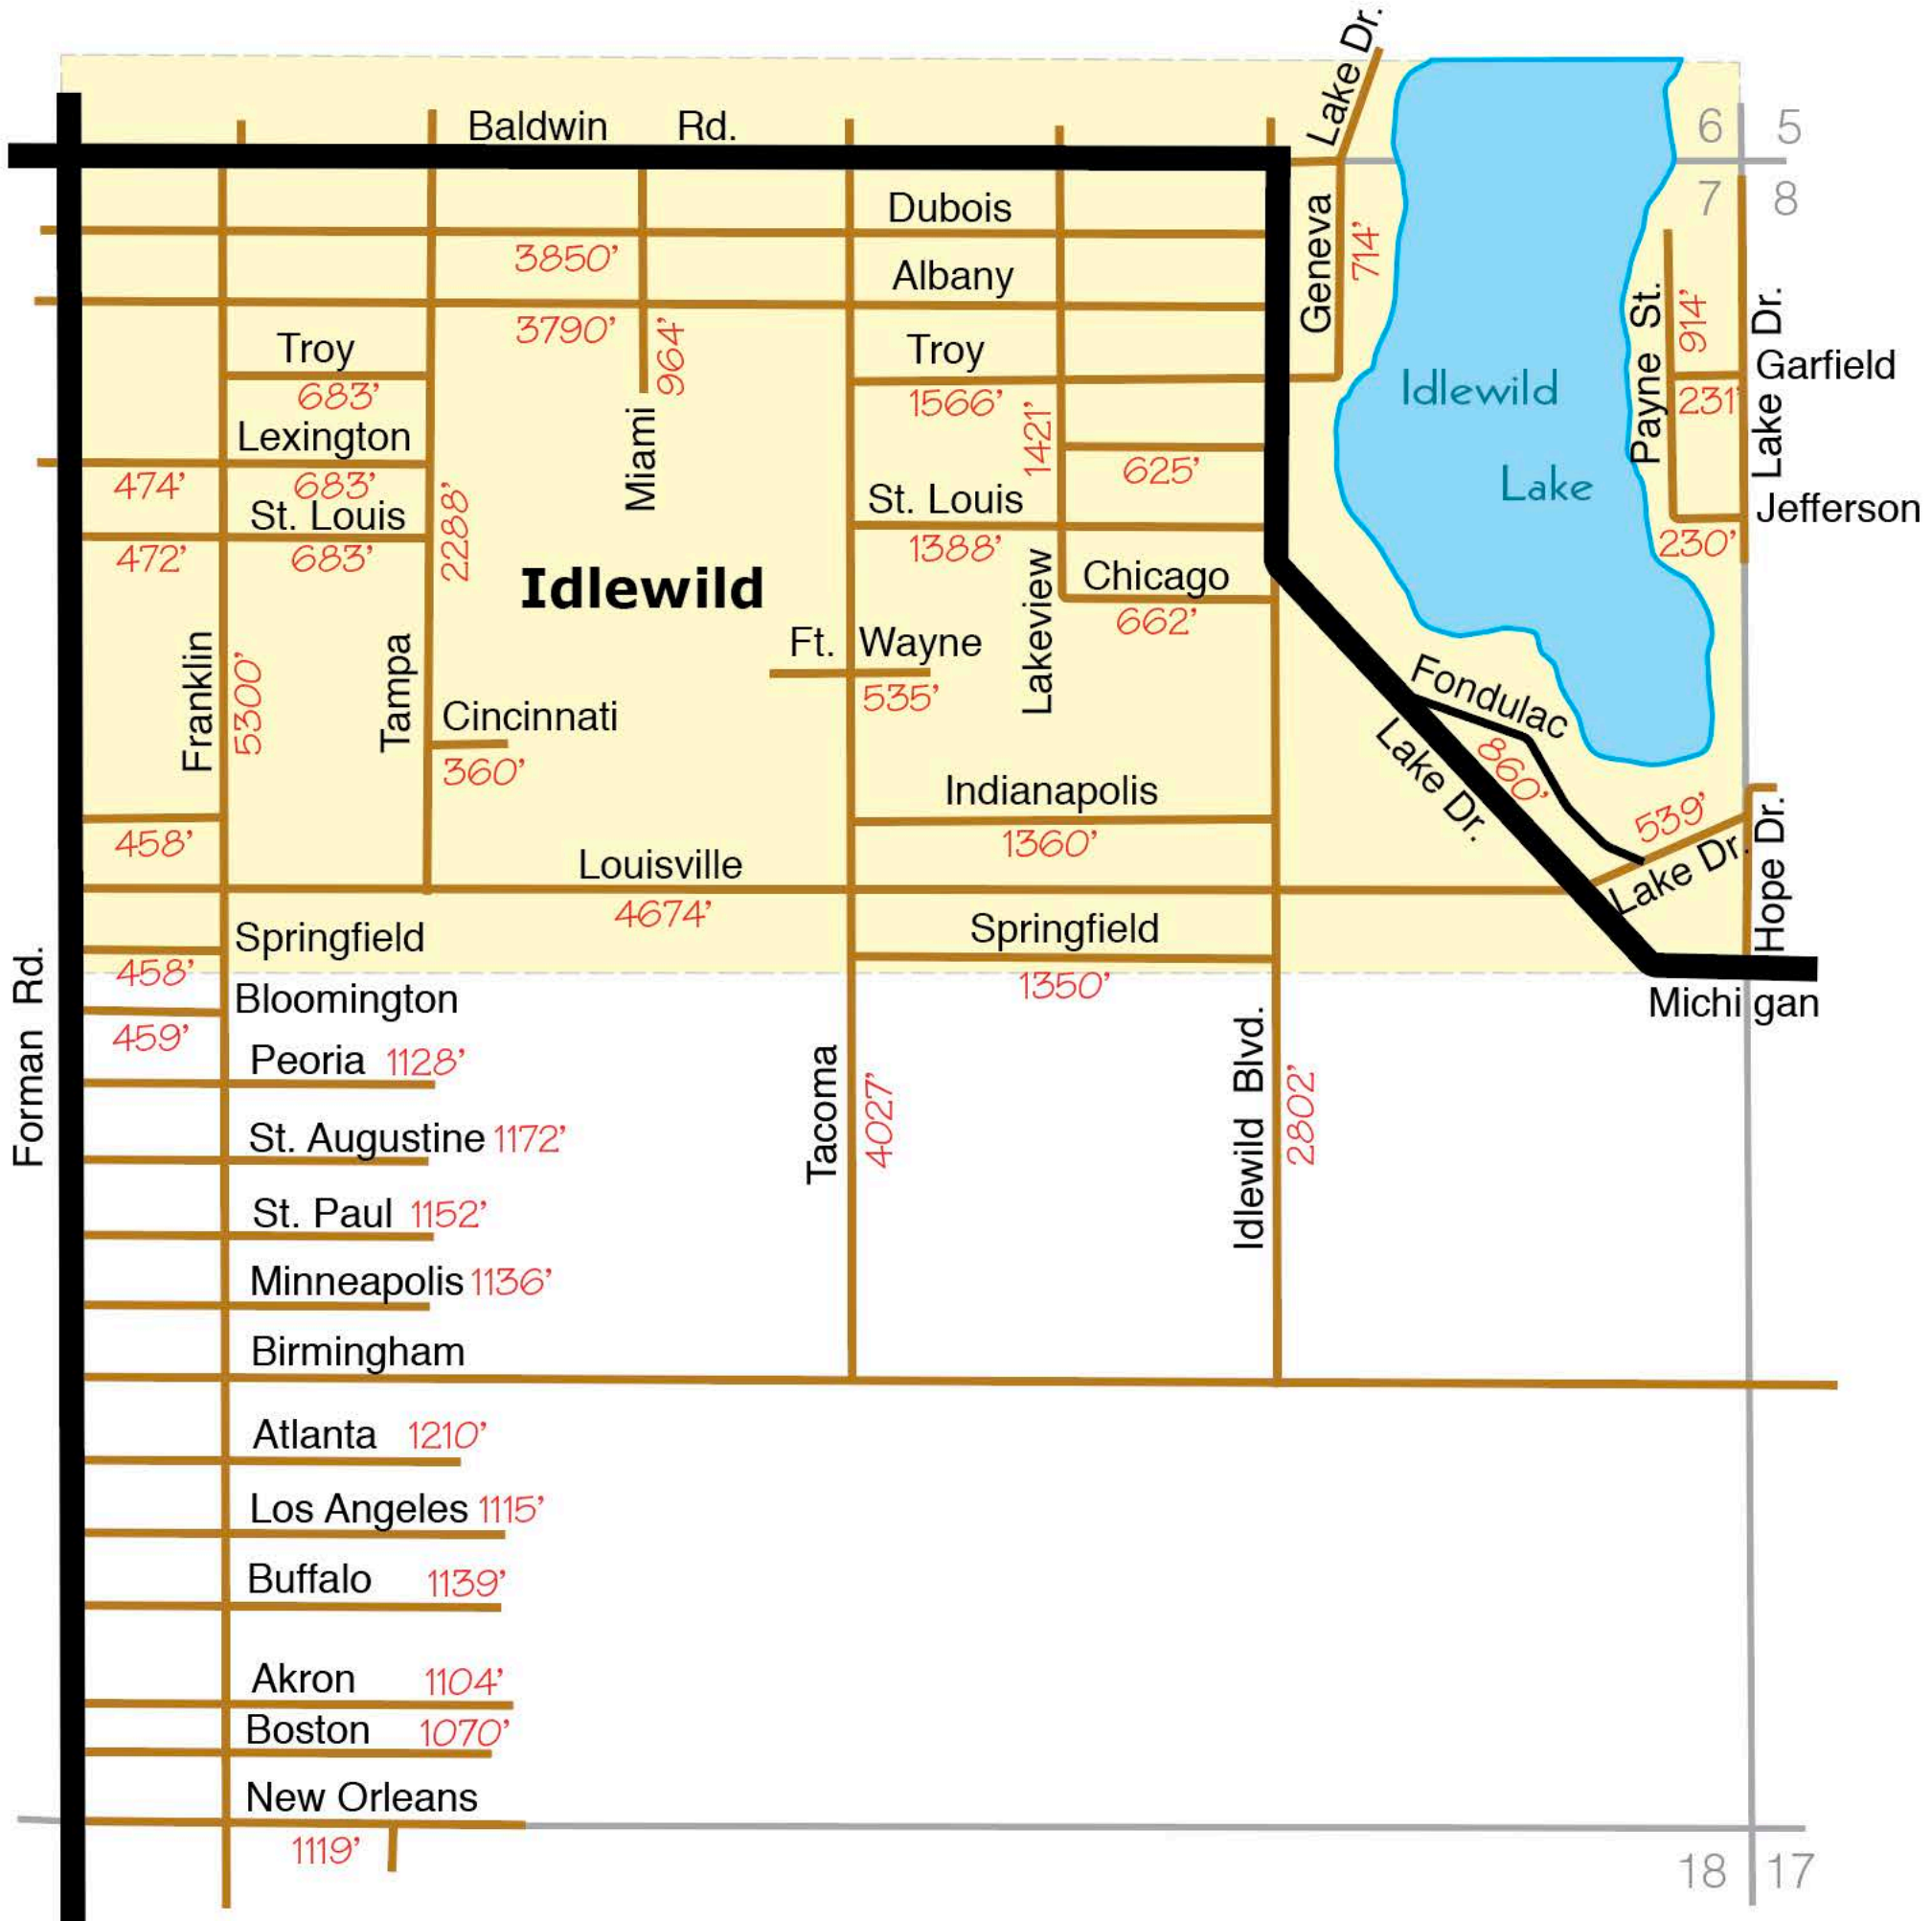 Lake Dr.
Baldwin Rd.
6 5
7 8
Dubois
3850'
Geneva
714'
Albany
3790'
Troy
683'
964'
Miami
Troy
1566'
1421'
Lakeview
Idlewild
Lake
Payne St.
914'
Lake Dr.
Garfield
231'
Lexington
474'
683'
625'
St. Louis
472'
683'
2288'
St. Louis
1388'
Jefferson
230'
Idlewild
Chicago
662'
Franklin
5300'
Tampa
Ft. Wayne
535'
Fondulac
860'
Lake Dr.
Cincinnati
360'
Indianapolis
1360'
539'
Lake Dr.
Hope Dr.
458'
Louisville
4674'
Springfield
458'
Springfield
1350'
Forman Rd.
Bloomington
459'
Michigan
Peoria 1128'
Tacoma
4027'
Idlewild Blvd.
2802'
St. Augustine 1172'
St. Paul 1152'
Minneapolis 1136'
Birmingham
Atlanta 1210'
Los Angeles 1115'
Buffalo 1139'
Akron 1104'
Boston 1070'
New Orleans
1119'
18 17